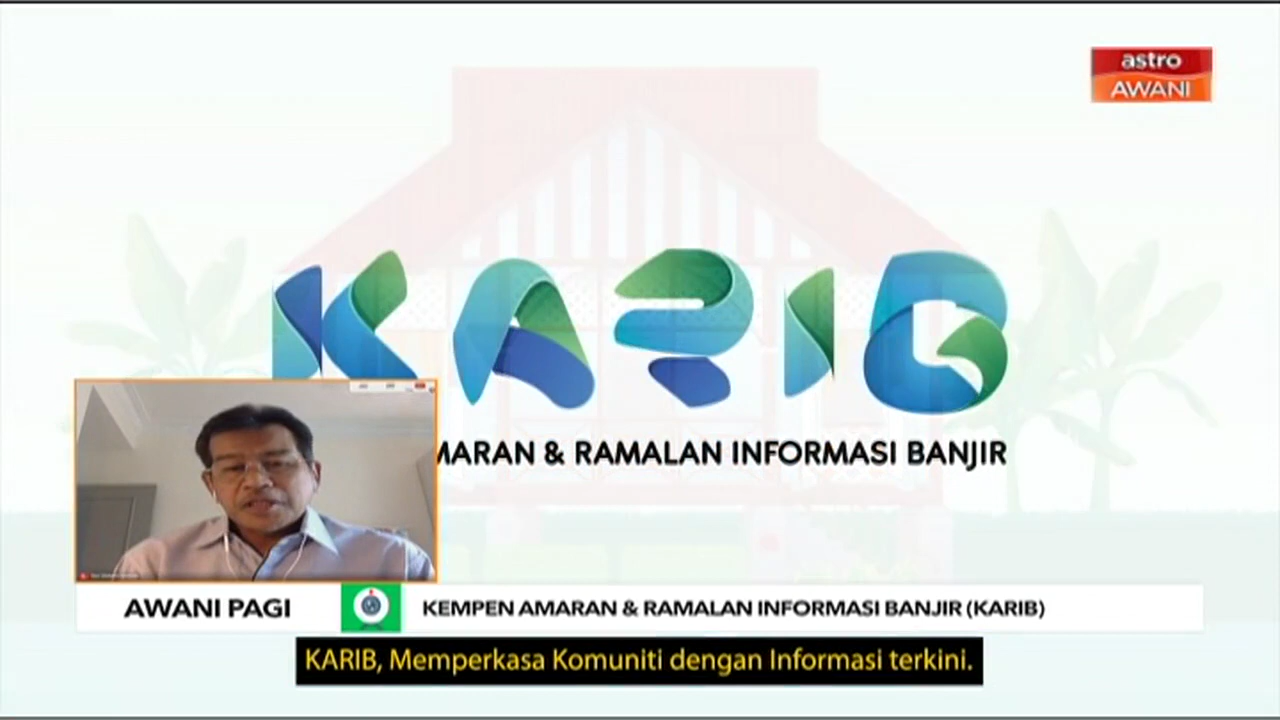 astro
AWANI
KARIB
MARAN & RAMALAN INFORMASI BANJIR
AWANI PAGI
KEMPEN AMARAN & RAMALAN INFORMASI BANJIR (KARIB)
KARIB, Memperkasa Komuniti dengan Informasi terkini.